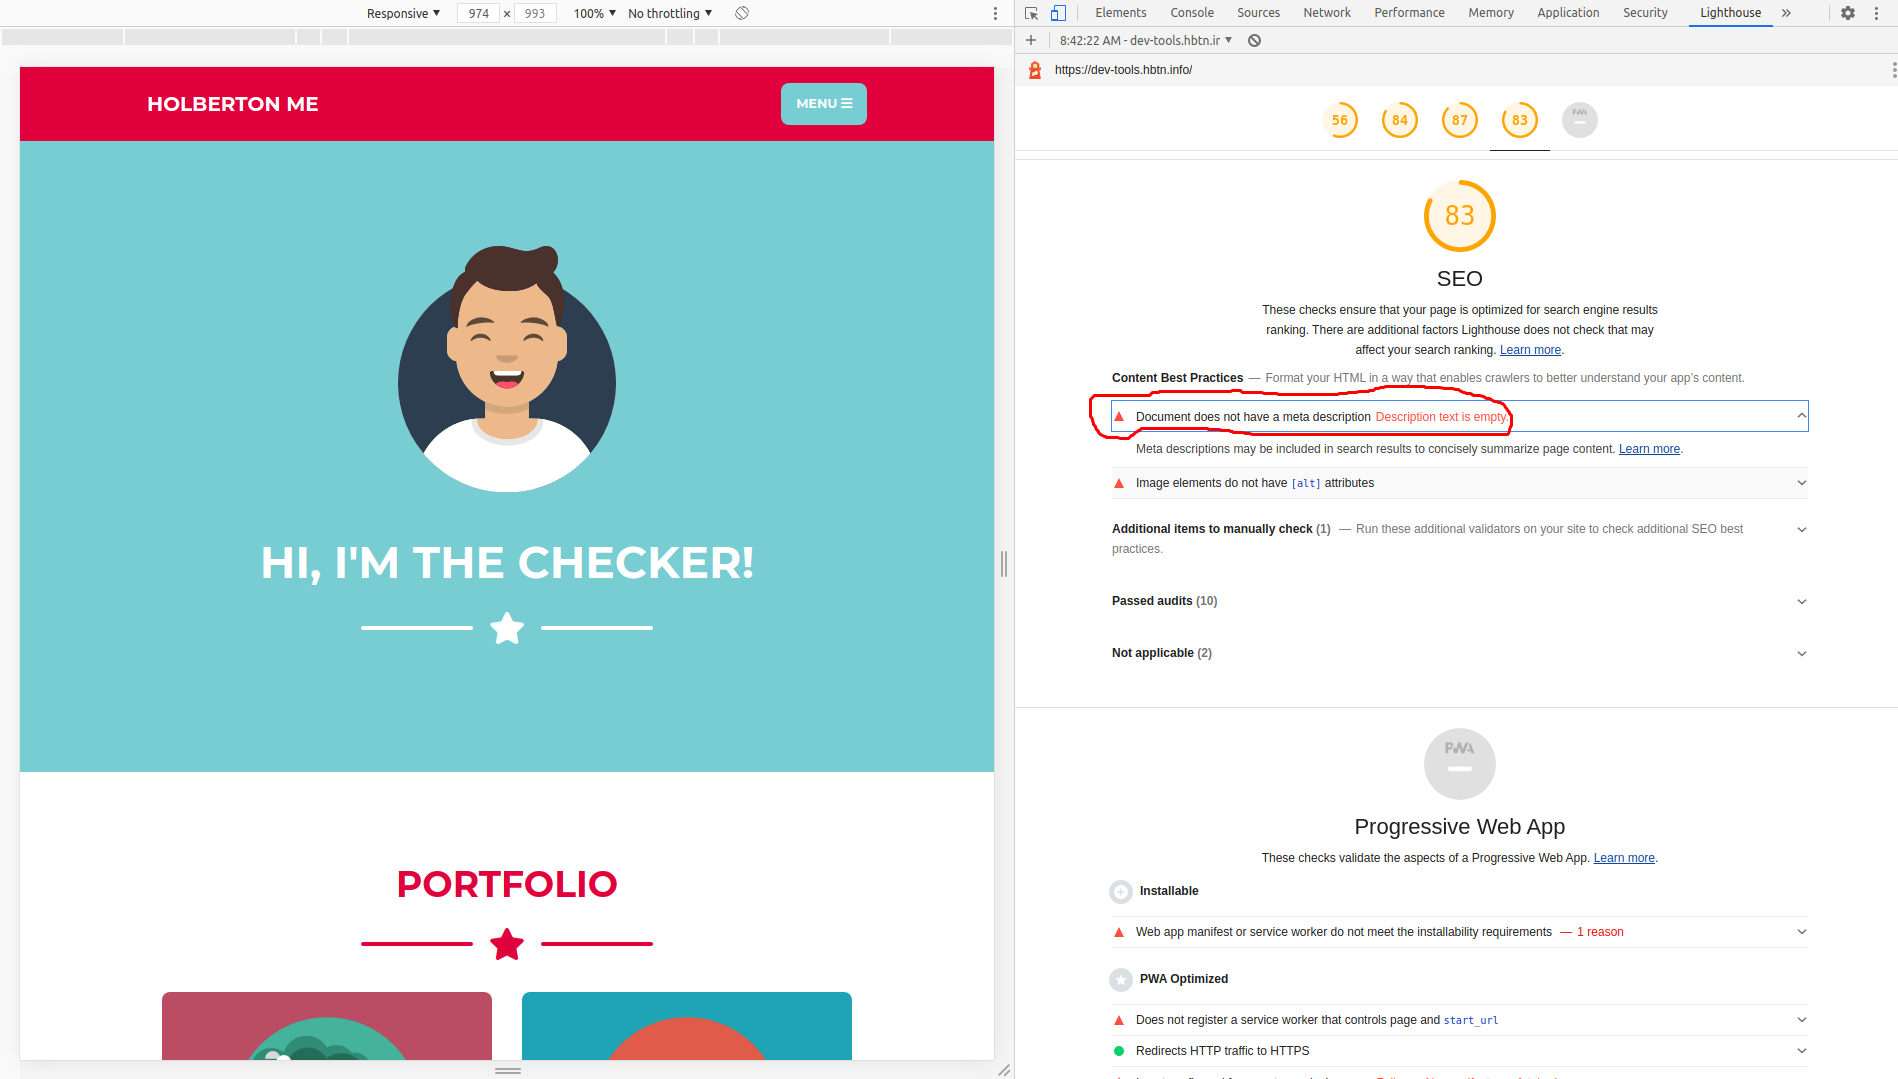 Responsive ▼ 974 × 993 100% ▼ No throttling ▼
HOLBERTON ME
MENU
HI, I'M THE CHECKER!
PORTFOLIO
Elements Console Sources Network Performance Memory Application Security Lighthouse »
8:42:22 AM - dev-tools.hbtn.ir ▼
https://dev-tools.hbtn.info/
56 84 87 83 PWA
83
SEO
These checks ensure that your page is optimized for search engine results
ranking. There are additional factors Lighthouse does not check that may
affect your search ranking. Learn more.
Content Best Practices — Format your HTML in a way that enables crawlers to better understand your app's content.
Document does not have a meta description Description text is empty.
Meta descriptions may be included in search results to concisely summarize page content. Learn more.
Image elements do not have [alt] attributes
Additional items to manually check (1) — Run these additional validators on your site to check additional SEO best
practices.
Passed audits (10)
Not applicable (2)
PWA
Progressive Web App
These checks validate the aspects of a Progressive Web App. Learn more.
Installable
Web app manifest or service worker do not meet the installability requirements — 1 reason
PWA Optimized
Does not register a service worker that controls page and start_url
Redirects HTTP traffic to HTTPS